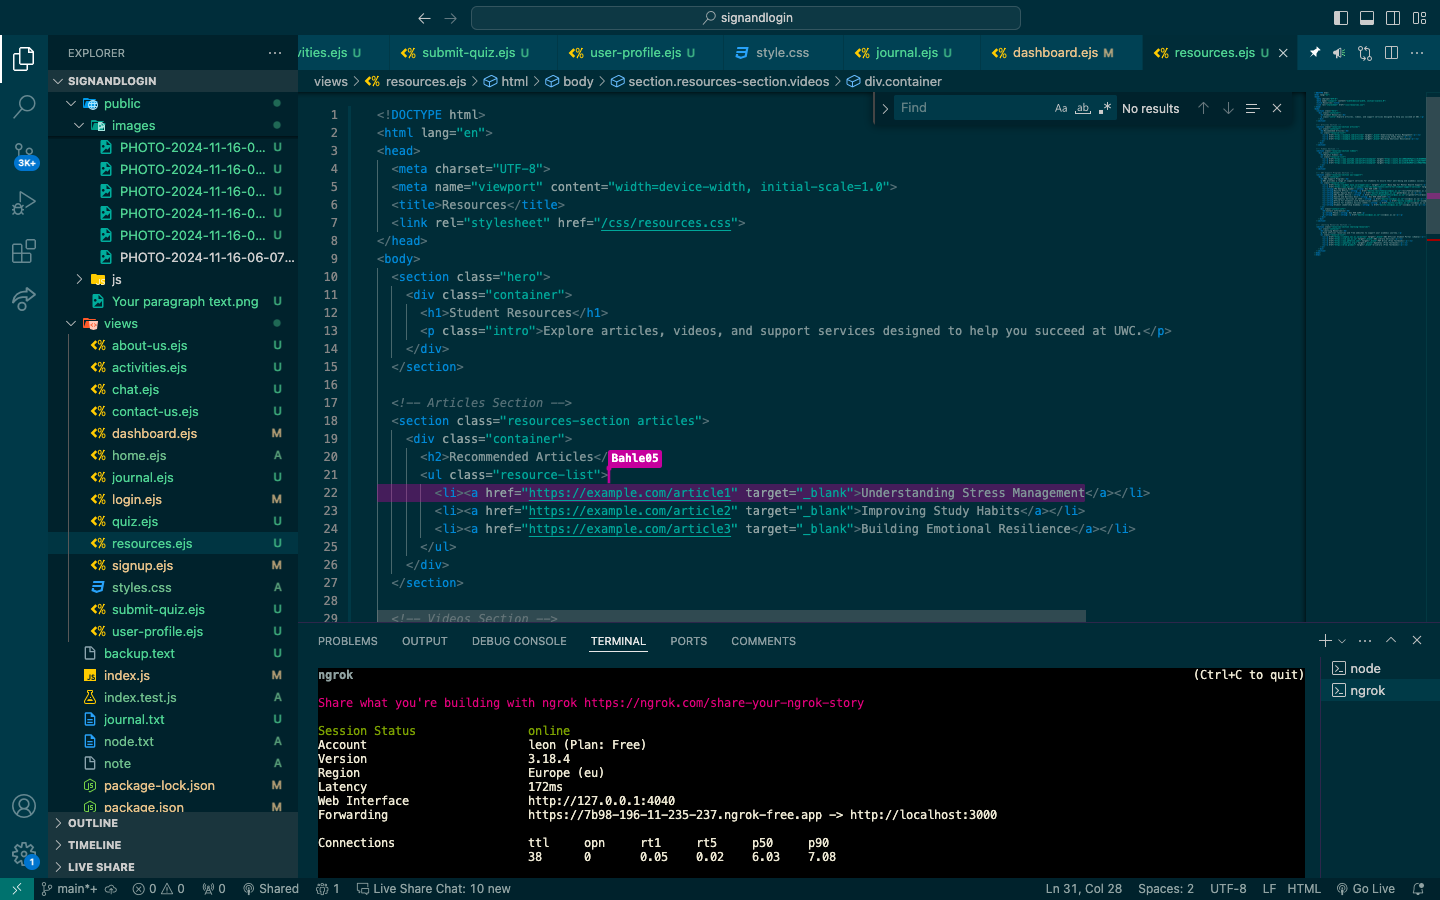 signandlogin
EXPLORER
SIGNANDLOGIN
public
images
PHOTO-2024-11-16-0... U
PHOTO-2024-11-16-0... U
PHOTO-2024-11-16-0... U
PHOTO-2024-11-16-0... U
PHOTO-2024-11-16-0... U
PHOTO-2024-11-16-06-07...
js
Your paragraph text.png U
views
about-us.ejs U
activities.ejs U
chat.ejs U
contact-us.ejs U
dashboard.ejs M
home.ejs A
journal.ejs U
login.ejs M
quiz.ejs U
resources.ejs U
signup.ejs M
styles.css A
submit-quiz.ejs U
user-profile.ejs U
backup.text U
index.js M
index.test.js A
journal.txt U
node.txt A
note A
package-lock.json M
package.json M
OUTLINE
TIMELINE
LIVE SHARE
3K+
1
vities.ejs U submit-quiz.ejs U user-profile.ejs U style.css journal.ejs U dashboard.ejs M resources.ejs U
views > resources.ejs > html > body > section.resources-section.videos > div.container
Find Aa ab No results
1 <!DOCTYPE html>
2 <html lang="en">
3 <head>
4 <meta charset="UTF-8">
5 <meta name="viewport" content="width=device-width, initial-scale=1.0">
6 <title>Resources</title>
7 <link rel="stylesheet" href="/css/resources.css">
8 </head>
9 <body>
10 <section class="hero">
11 <div class="container">
12 <h1>Student Resources</h1>
13 <p class="intro">Explore articles, videos, and support services designed to help you succeed at UWC.</p>
14 </div>
15 </section>
16
17 <!-- Articles Section -->
18 <section class="resources-section articles">
19 <div class="container">
20 <h2>Recommended Articles</ Bahle05
21 <ul class="resource-list">
22 <li><a href="https://example.com/article1" target="_blank">Understanding Stress Management</a></li>
23 <li><a href="https://example.com/article2" target="_blank">Improving Study Habits</a></li>
24 <li><a href="https://example.com/article3" target="_blank">Building Emotional Resilience</a></li>
25 </ul>
26 </div>
27 </section>
28
29 <!-- Videos Section -->
PROBLEMS OUTPUT DEBUG CONSOLE TERMINAL PORTS COMMENTS
ngrok (Ctrl+C to quit)
Share what you're building with ngrok https://ngrok.com/share-your-ngrok-story
Session Status online
Account leon (Plan: Free)
Version 3.18.4
Region Europe (eu)
Latency 172ms
Web Interface http://127.0.0.1:4040
Forwarding https://7b98-196-11-235-237.ngrok-free.app -> http://localhost:3000
Connections ttl opn rt1 rt5 p50 p90
38 0 0.05 0.02 6.03 7.08
node
ngrok
main*+ 0 0 0 Shared 1 Live Share Chat: 10 new Ln 31, Col 28 Spaces: 2 UTF-8 LF HTML Go Live